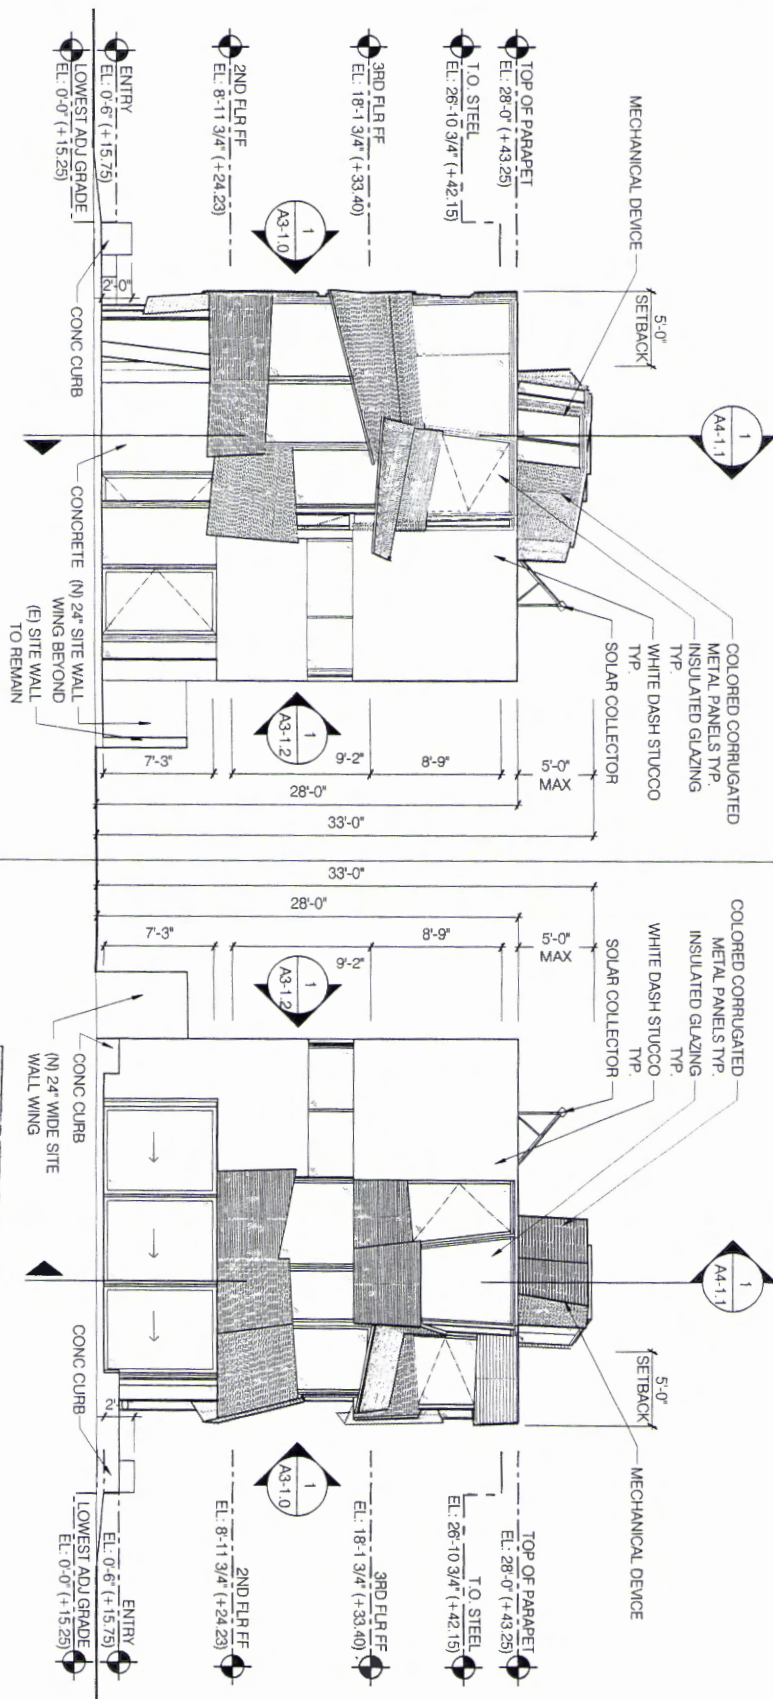 TOP OF PARAPET
EL: 28'-0" (+43.25)
T.O. STEEL
EL: 26'-10 3/4" (+42.15)
3RD FLR FF
EL: 18'-1 3/4" (+33.40)
2ND FLR FF
EL: 8'-11 3/4" (+24.23)
ENTRY
EL: 0'-6" (+15.75)
LOWEST ADJ GRADE
EL: 0'-0" (+15.25)
MECHANICAL DEVICE
5'-0"
SETBACK
1
A4-1.1
1
A3-1.0
2'-0"
CONC CURB
CONCRETE
(N) 24" SITE WALL
WING BEYOND
(E) SITE WALL
TO REMAIN
COLORED CORRUGATED
METAL PANELS TYP.
INSULATED GLAZING
TYP.
WHITE DASH STUCCO
TYP.
SOLAR COLLECTOR
1
A3-1.2
5'-0"
MAX
8'-9"
9'-2"
7'-3"
28'-0"
33'-0"
33'-0"
28'-0"
5'-0"
MAX
8'-9"
9'-2"
7'-3"
1
A3-1.2
COLORED CORRUGATED
METAL PANELS TYP.
INSULATED GLAZING
TYP.
WHITE DASH STUCCO
TYP.
SOLAR COLLECTOR
CONC CURB
(N) 24" WIDE SITE
WALL WING
1
A4-1.1
5'-0"
SETBACK
MECHANICAL DEVICE
CONC CURB
2'
1
A3-1.0
TOP OF PARAPET
EL: 28'-0" (+43.25)
T.O. STEEL
EL: 26'-10 3/4" (+42.15)
3RD FLR FF
EL: 18'-1 3/4" (+33.40)
2ND FLR FF
EL: 8'-11 3/4" (+24.23)
ENTRY
EL: 0'-6" (+15.75)
LOWEST ADJ GRADE
EL: 0'-0" (+15.25)